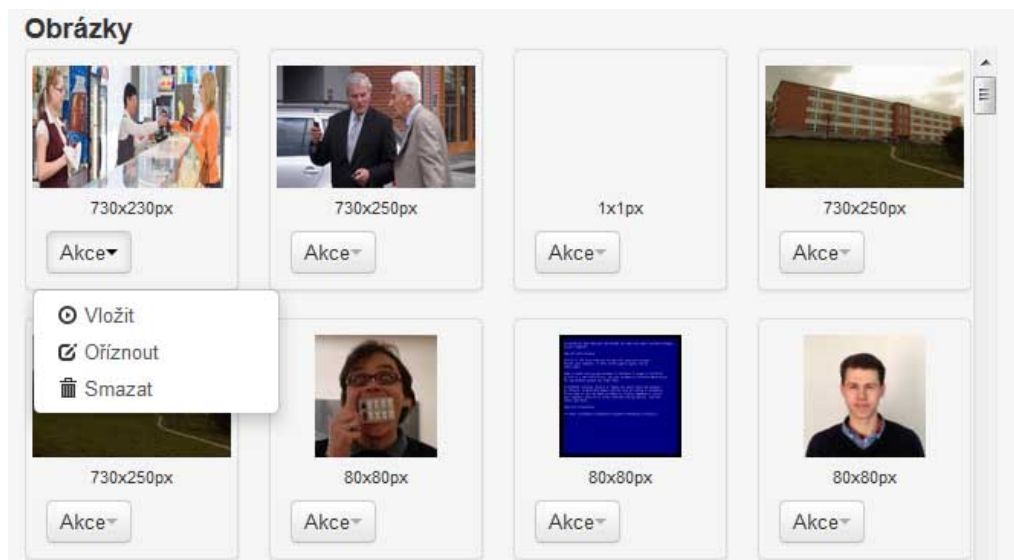 Obrázky
730x230px
730x250px
1x1px
730x250px
Akce
Akce
Akce
Akce
Vložit
Oříznout
Smazat
730x250px
80x80px
80x80px
80x80px
Akce
Akce
Akce
Akce